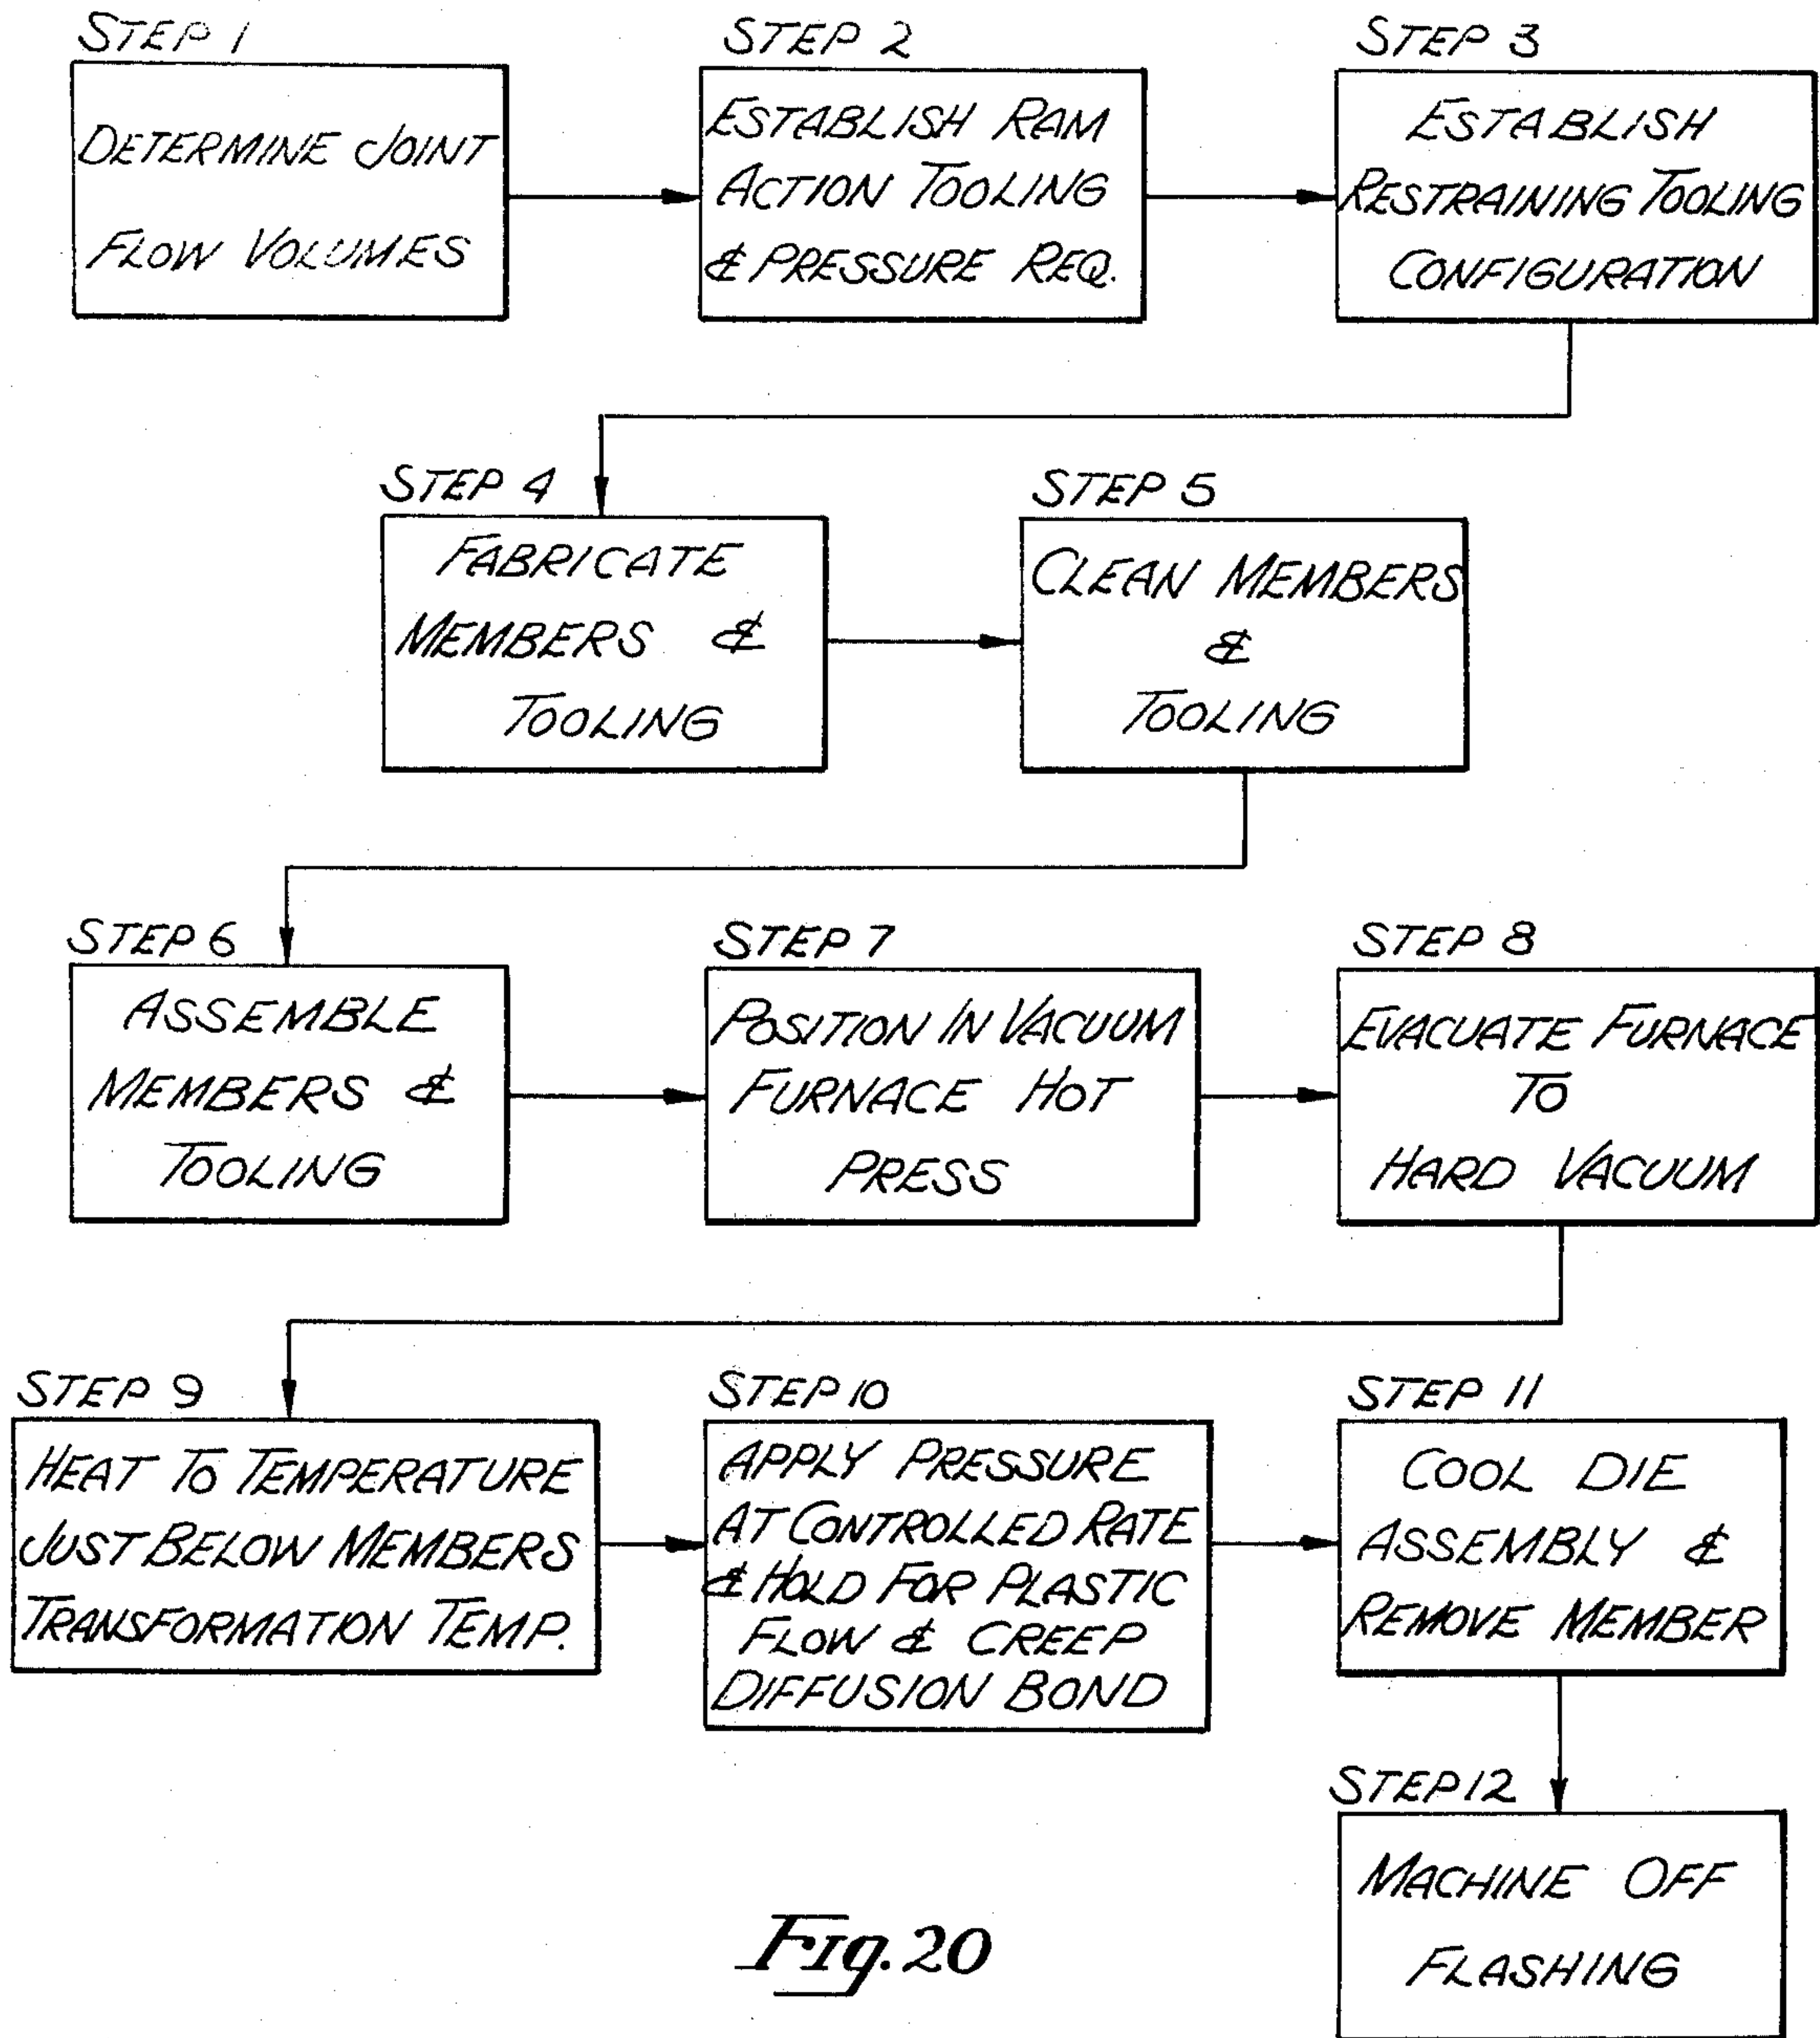 STEP 1
DETERMINE JOINT
FLOW VOLUMES
STEP 2
ESTABLISH RAM
ACTION TOOLING
& PRESSURE REQ.
STEP 3
ESTABLISH
RESTRAINING TOOLING
CONFIGURATION
STEP 4
FABRICATE
MEMBERS &
TOOLING
STEP 5
CLEAN MEMBERS
&
TOOLING
STEP 6
ASSEMBLE
MEMBERS &
TOOLING
STEP 7
POSITION IN VACUUM
FURNACE HOT
PRESS
STEP 8
EVACUATE FURNACE
TO
HARD VACUUM
STEP 9
HEAT TO TEMPERATURE
JUST BELOW MEMBERS
TRANSFORMATION TEMP.
STEP 10
APPLY PRESSURE
AT CONTROLLED RATE
& HOLD FOR PLASTIC
FLOW & CREEP
DIFFUSION BOND
STEP 11
COOL DIE
ASSEMBLY &
REMOVE MEMBER
STEP 12
MACHINE OFF
FLASHING
Fig. 20